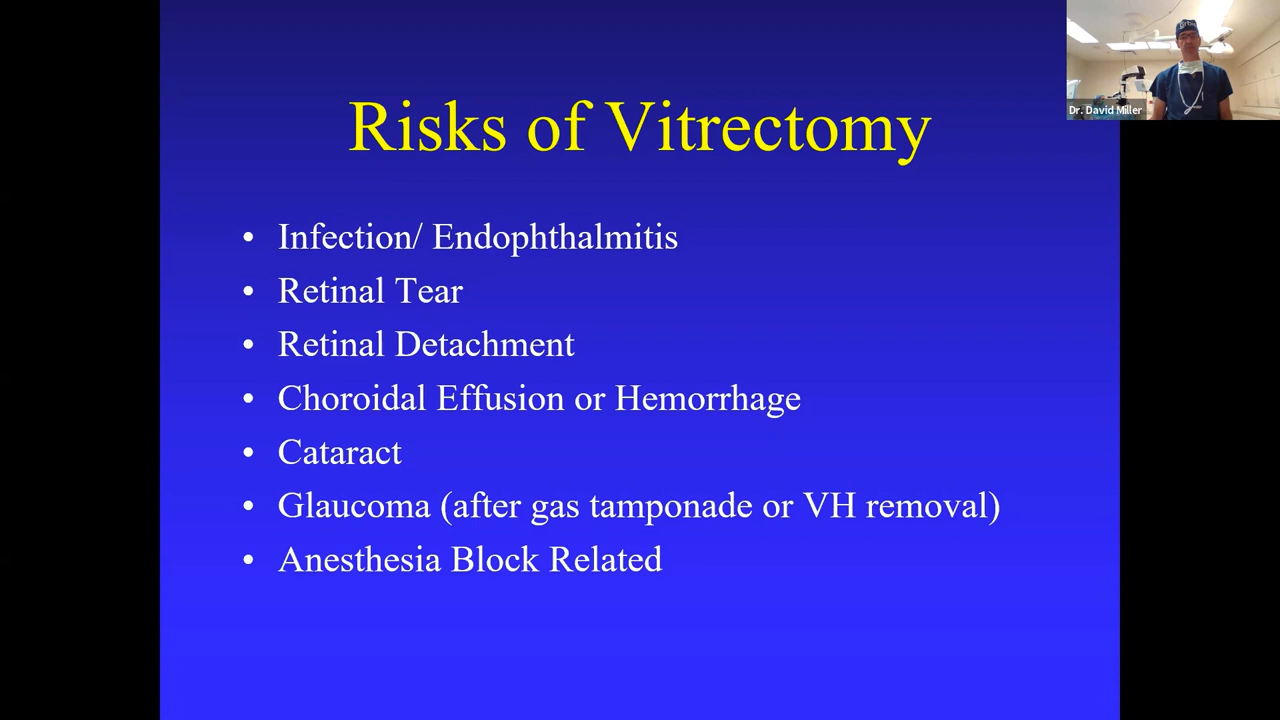 Dr. David Miller
Risks of Vitrectomy
• Infection/ Endophthalmitis
• Retinal Tear
• Retinal Detachment
• Choroidal Effusion or Hemorrhage
• Cataract
• Glaucoma (after gas tamponade or VH removal)
• Anesthesia Block Related